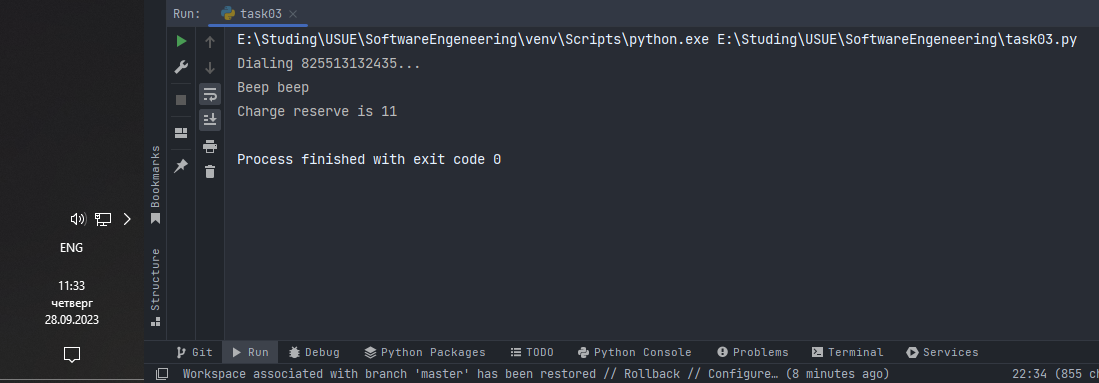 Run:
task03
E:\Studing\USUE\SoftwareEngeneering\venv\Scripts\python.exe E:\Studing\USUE\SoftwareEngeneering\task03.py
Dialing 825513132435...
Beep beep
Charge reserve is 11
Process finished with exit code 0
Bookmarks
Structure
ENG
11:33
четверг
28.09.2023
Git
Run
Debug
Python Packages
TODO
Python Console
Problems
Terminal
Services
Workspace associated with branch 'master' has been restored // Rollback // Configure… (8 minutes ago)
22:34 (855 ch